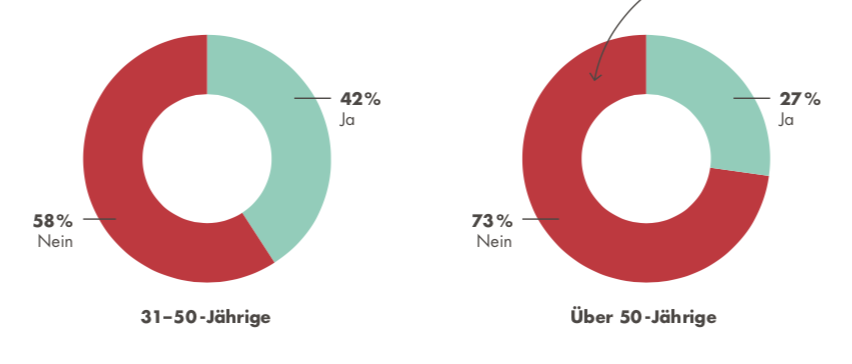 42%
Ja
58%
Nein
31–50-Jährige
27%
Ja
73%
Nein
Über 50-Jährige